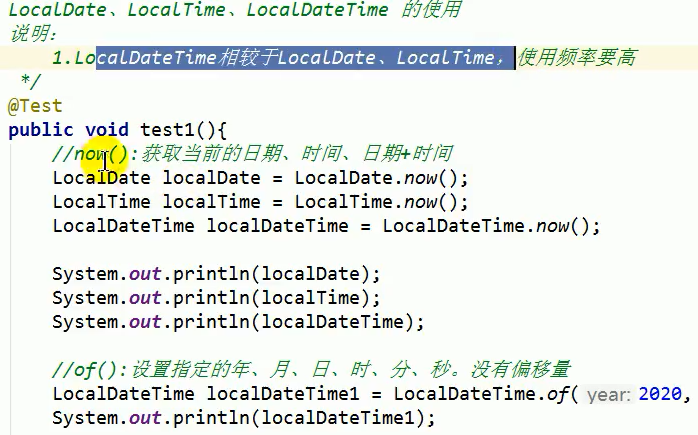 LocalDate、LocalTime、LocalDateTime 的使用
说明：
1.LocalDateTime相较于LocalDate、LocalTime，使用频率要高
*/
@Test
public void test1(){
//now():获取当前的日期、时间、日期+时间
LocalDate localDate = LocalDate.now();
LocalTime localTime = LocalTime.now();
LocalDateTime localDateTime = LocalDateTime.now();
System.out.println(localDate);
System.out.println(localTime);
System.out.println(localDateTime);
//of():设置指定的年、月、日、时、分、秒。没有偏移量
LocalDateTime localDateTime1 = LocalDateTime.of( year: 2020,
System.out.println(localDateTime1);